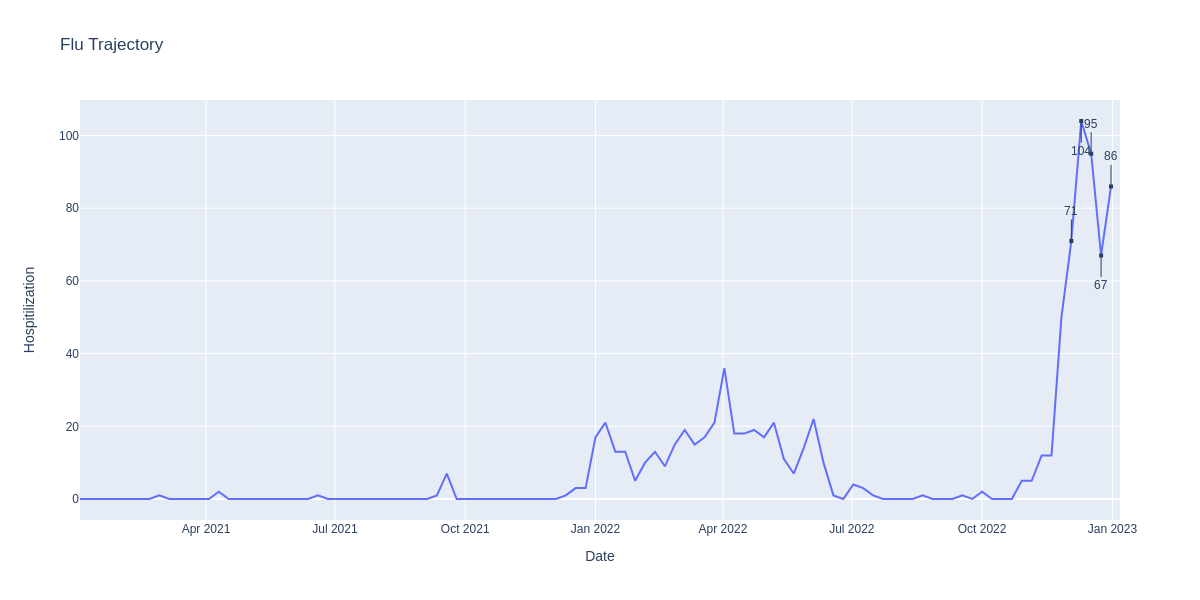 Flu Trajectory
100
80
60
40
20
0
Hospitilization
95
104
86
71
67
Apr 2021
Jul 2021
Oct 2021
Jan 2022
Apr 2022
Jul 2022
Oct 2022
Jan 2023
Date